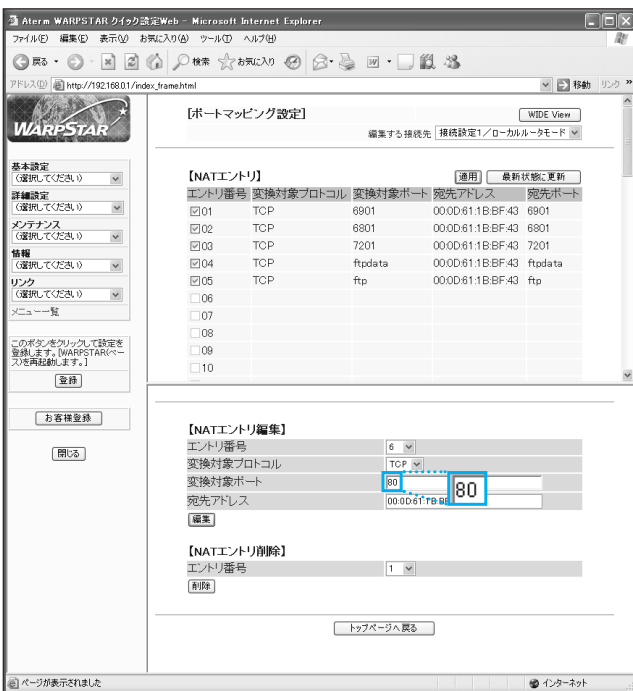 Aterm WARPSTAR クイック設定Web - Microsoft Internet Explorer
ファイル(F) 編集(E) 表示(V) お気に入り(A) ツール(T) ヘルプ(H)
戻る 検索 お気に入り
アドレス(D) http://192.168.0.1/index_frame.html 移動 リンク »
WARPSTAR
基本設定
(選択してください)
詳細設定
(選択してください)
メンテナンス
(選択してください)
情報
(選択してください)
リンク
(選択してください)
メニュー一覧
このボタンをクリックして設定を
登録します。[WARPSTAR(ベー
ス)を再起動します。]
登録
お客様登録
閉じる
[ポートマッピング設定] WIDE View
編集する接続先 接続設定1／ローカルルータモード
【NATエントリ】 適用 最新状態に更新
エントリ番号 変換対象プロトコル 変換対象ポート 宛先アドレス 宛先ポート
01 TCP 6901 00:0D:61:1B:BF:43 6901
02 TCP 6801 00:0D:61:1B:BF:43 6801
03 TCP 7201 00:0D:61:1B:BF:43 7201
04 TCP ftpdata 00:0D:61:1B:BF:43 ftpdata
05 TCP ftp 00:0D:61:1B:BF:43 ftp
06
07
08
09
10
【NATエントリ編集】
エントリ番号 6
変換対象プロトコル TCP
変換対象ポート 80
80
宛先アドレス
編集
【NATエントリ削除】
エントリ番号 1
削除
トップページへ戻る
ページが表示されました インターネット